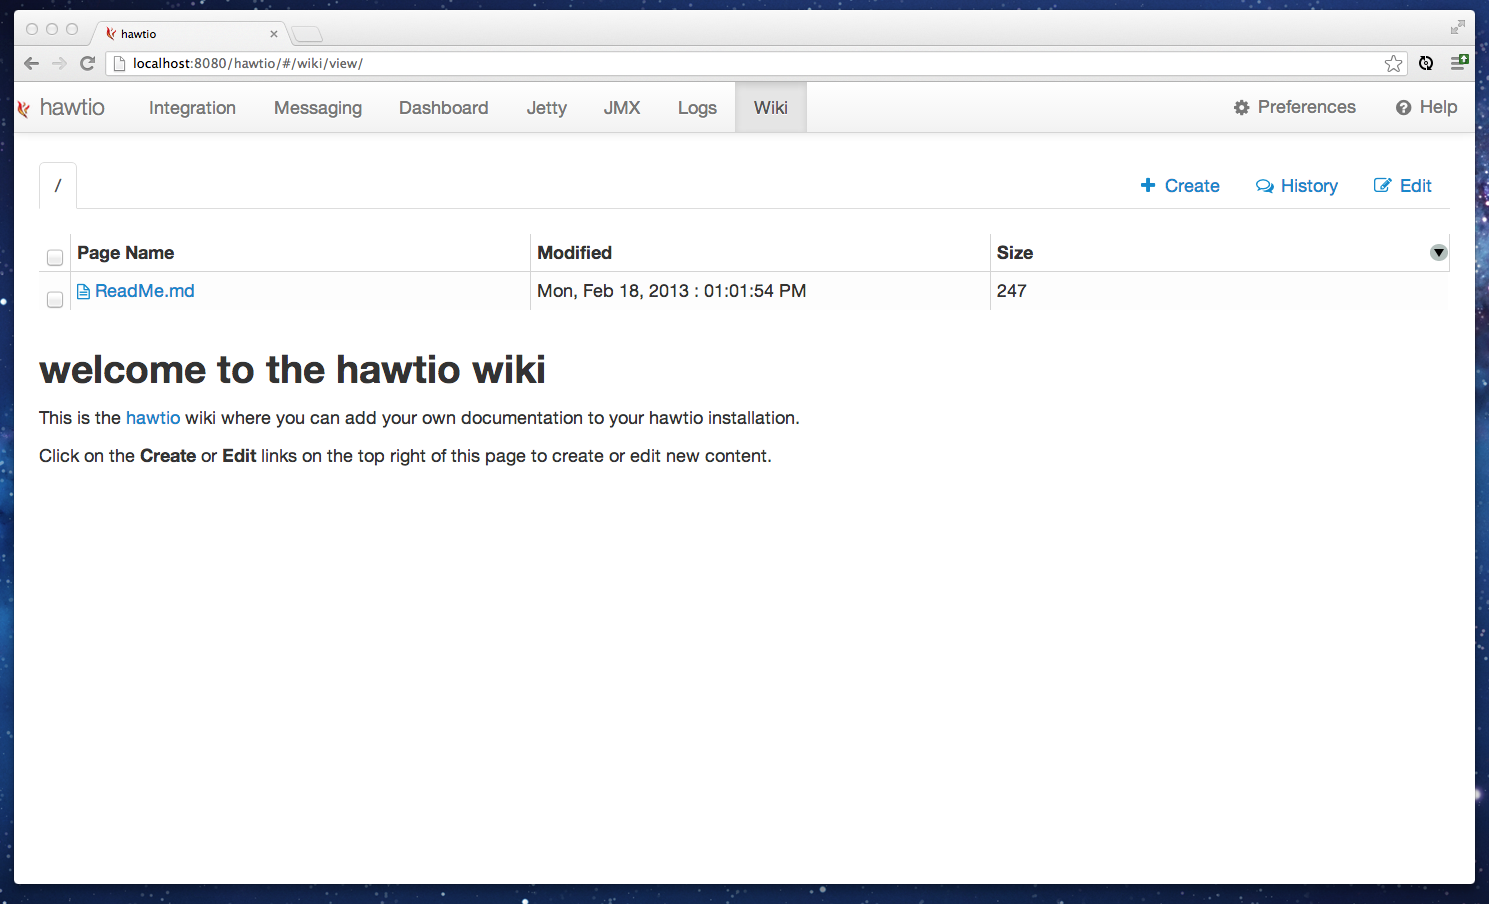 hawtio
localhost:8080/hawtio/#/wiki/view/
hawtio Integration Messaging Dashboard Jetty JMX Logs Wiki Preferences Help
/ Create History Edit
Page Name Modified Size
ReadMe.md Mon, Feb 18, 2013 : 01:01:54 PM 247
welcome to the hawtio wiki
This is the hawtio wiki where you can add your own documentation to your hawtio installation.
Click on the Create or Edit links on the top right of this page to create or edit new content.